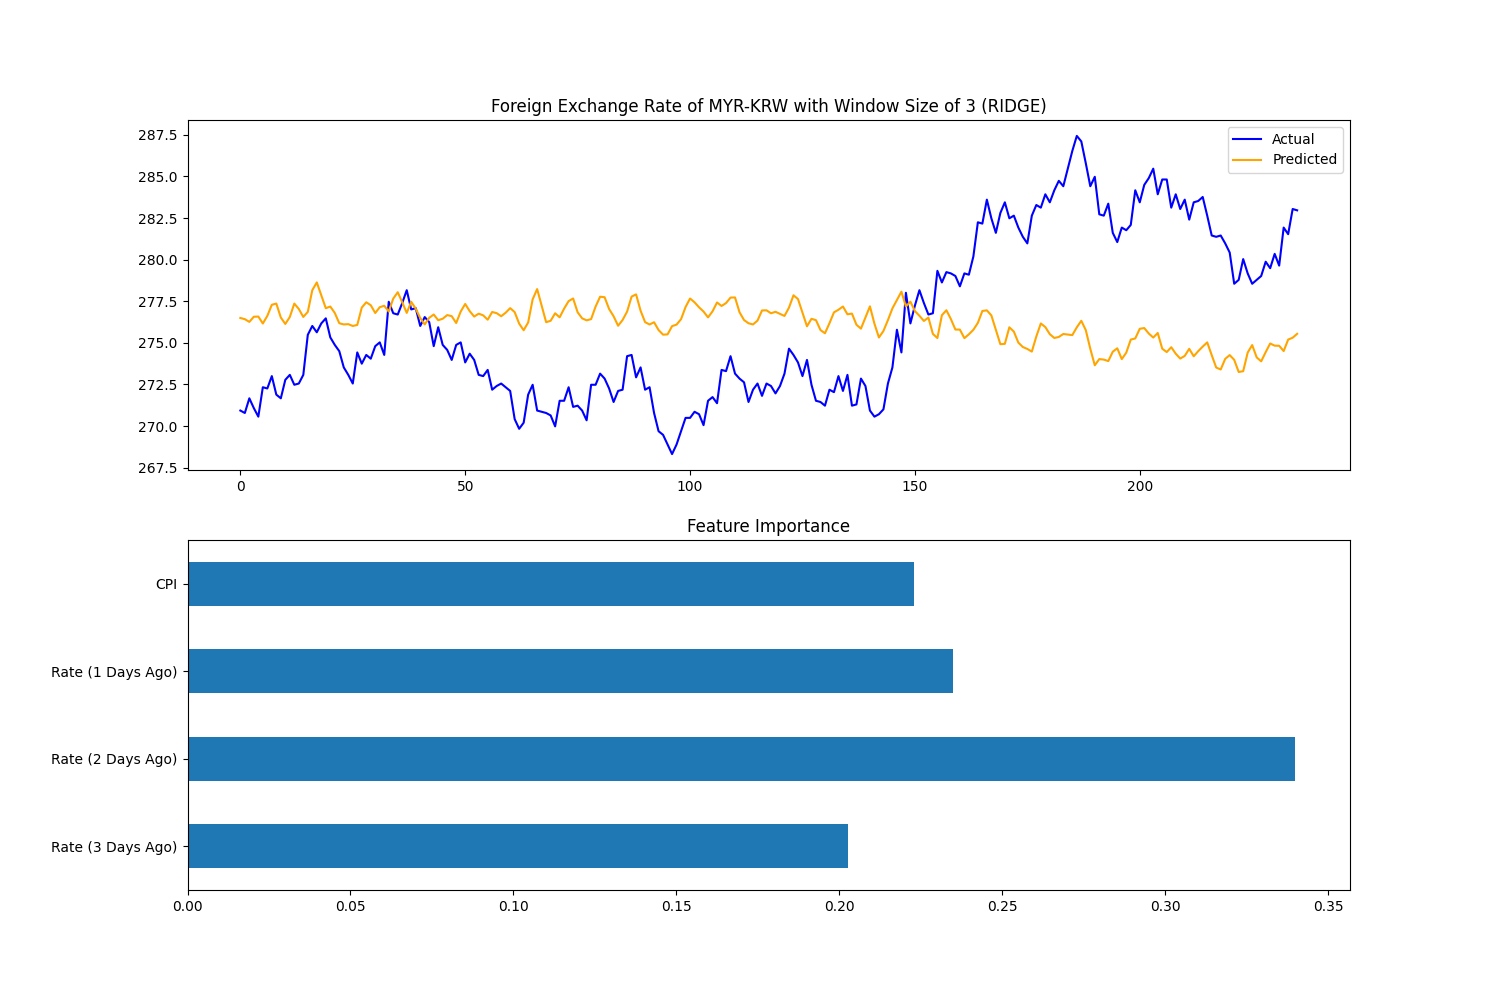 Foreign Exchange Rate of MYR-KRW with Window Size of 3 (RIDGE)
287.5
285.0
282.5
280.0
277.5
275.0
272.5
270.0
267.5
Actual
Predicted
0 50 100 150 200
Feature Importance
CPI
Rate (1 Days Ago)
Rate (2 Days Ago)
Rate (3 Days Ago)
0.00 0.05 0.10 0.15 0.20 0.25 0.30 0.35